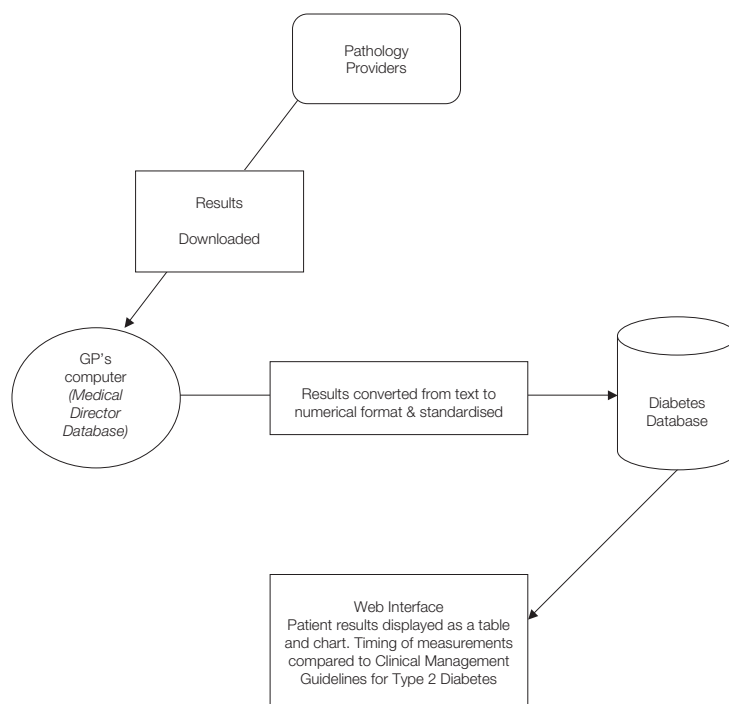 Pathology
Providers
Results
Downloaded
GP's
computer
(Medical
Director
Database)
Results converted from text to
numerical format & standardised
Diabetes
Database
Web Interface
Patient results displayed as a table
and chart. Timing of measurements
compared to Clinical Management
Guidelines for Type 2 Diabetes